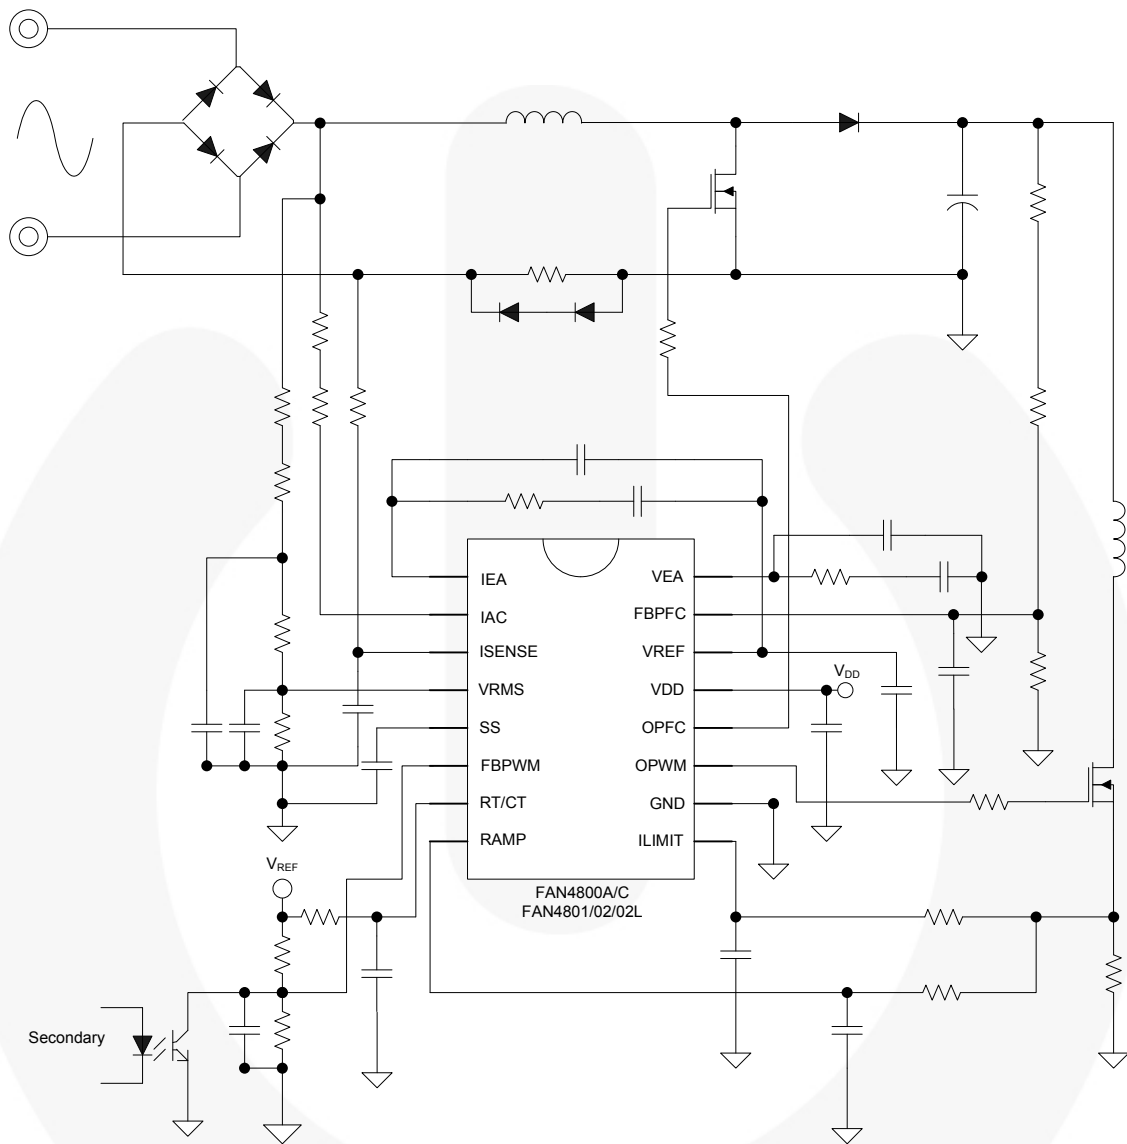 IEA
IAC
ISENSE
VRMS
SS
FBPWM
RT/CT
RAMP
VEA
FBPFC
VREF
VDD
OPFC
OPWM
GND
ILIMIT
VDD
FAN4800A/C
FAN4801/02/02L
VREF
Secondary